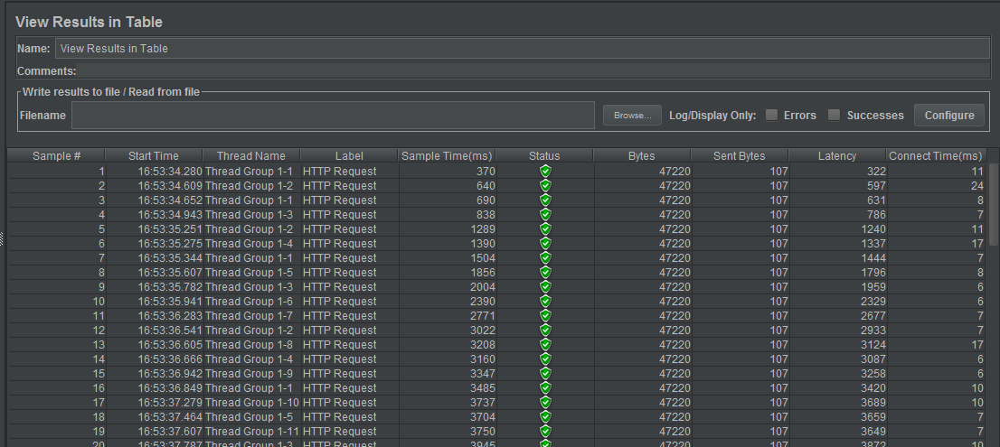 View Results in Table
Name: View Results in Table
Comments:
Write results to file / Read from file
Filename Browse... Log/Display Only: Errors Successes Configure
Sample # Start Time Thread Name Label Sample Time(ms) Status Bytes Sent Bytes Latency Connect Time(ms)
1 16:53:34.280 Thread Group 1-1 HTTP Request 370 47220 107 322 11
2 16:53:34.609 Thread Group 1-2 HTTP Request 640 47220 107 597 24
3 16:53:34.652 Thread Group 1-1 HTTP Request 690 47220 107 631 8
4 16:53:34.943 Thread Group 1-3 HTTP Request 838 47220 107 786 7
5 16:53:35.251 Thread Group 1-2 HTTP Request 1289 47220 107 1240 11
6 16:53:35.275 Thread Group 1-4 HTTP Request 1390 47220 107 1337 17
7 16:53:35.344 Thread Group 1-1 HTTP Request 1504 47220 107 1444 7
8 16:53:35.607 Thread Group 1-5 HTTP Request 1856 47220 107 1796 8
9 16:53:35.782 Thread Group 1-3 HTTP Request 2004 47220 107 1959 6
10 16:53:35.941 Thread Group 1-6 HTTP Request 2390 47220 107 2329 6
11 16:53:36.283 Thread Group 1-7 HTTP Request 2771 47220 107 2677 7
12 16:53:36.541 Thread Group 1-2 HTTP Request 3022 47220 107 2933 7
13 16:53:36.605 Thread Group 1-8 HTTP Request 3208 47220 107 3124 17
14 16:53:36.666 Thread Group 1-4 HTTP Request 3160 47220 107 3087 6
15 16:53:36.942 Thread Group 1-9 HTTP Request 3347 47220 107 3258 6
16 16:53:36.849 Thread Group 1-1 HTTP Request 3485 47220 107 3420 10
17 16:53:37.279 Thread Group 1-10 HTTP Request 3737 47220 107 3689 10
18 16:53:37.464 Thread Group 1-5 HTTP Request 3704 47220 107 3659 7
19 16:53:37.607 Thread Group 1-11 HTTP Request 3750 47220 107 3649 7
20 16:53:37.787 Thread Group 1-3 HTTP Request 3945 47220 107 3872 10